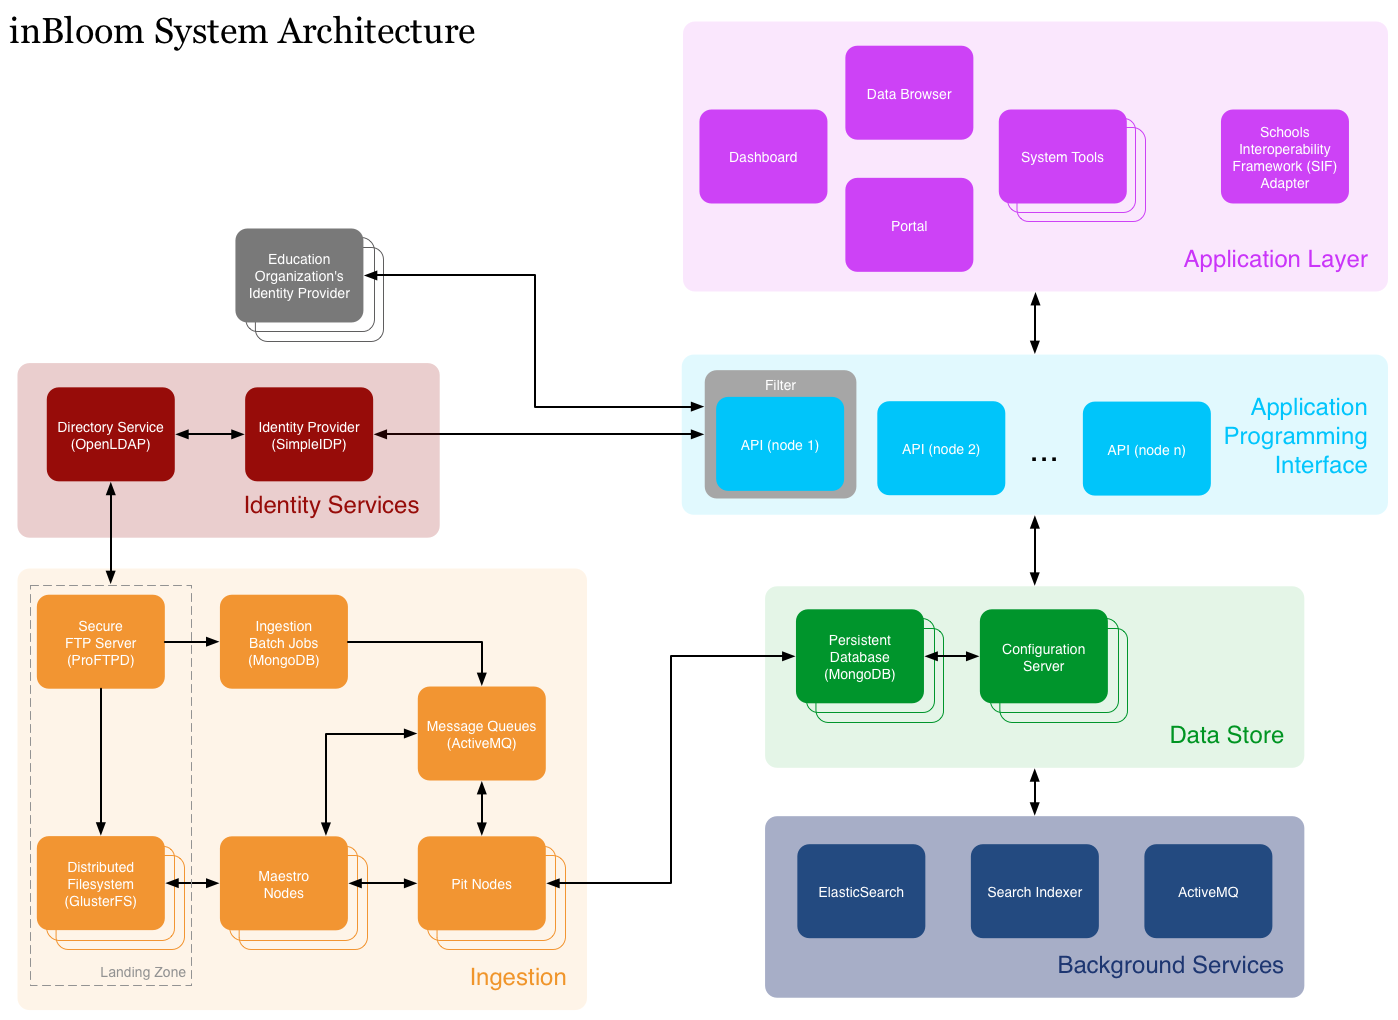 inBloom System Architecture
Data Browser
Dashboard
System Tools
Schools
Interoperability
Framework (SIF)
Adapter
Portal
Application Layer
Education
Organization's
Identity Provider
Directory Service
(OpenLDAP)
Identity Provider
(SimpleIDP)
Identity Services
Filter
API (node 1)
API (node 2)
...
API (node n)
Application
Programming
Interface
Secure
FTP Server
(ProFTPD)
Ingestion
Batch Jobs
(MongoDB)
Message Queues
(ActiveMQ)
Distributed
Filesystem
(GlusterFS)
Maestro
Nodes
Pit Nodes
Landing Zone
Ingestion
Persistent
Database
(MongoDB)
Configuration
Server
Data Store
ElasticSearch
Search Indexer
ActiveMQ
Background Services